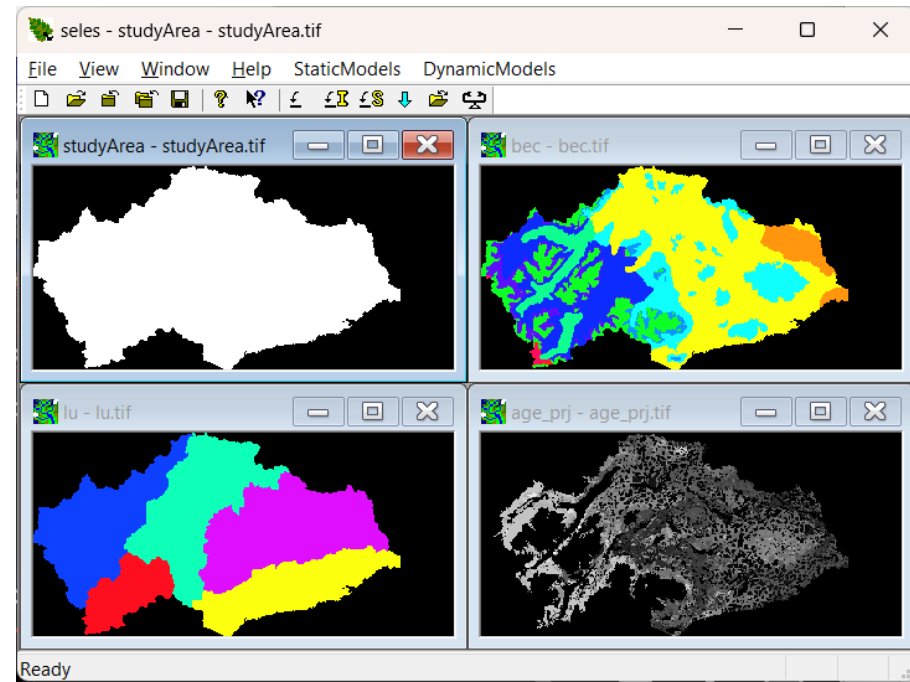 seles - studyArea - studyArea.tif
File View Window Help StaticModels DynamicModels
studyArea - studyArea.tif
bec - bec.tif
lu - lu.tif
age_prj - age_prj.tif
Ready